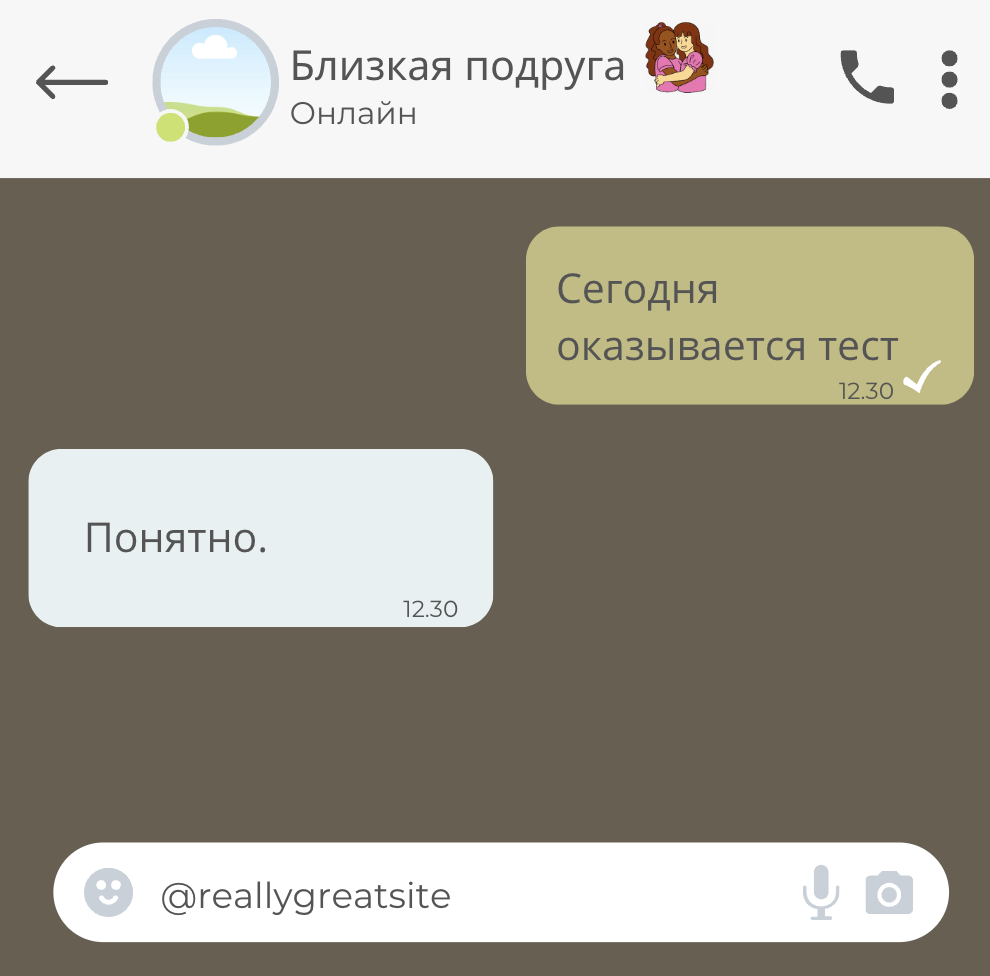 Близкая подруга
Онлайн
Сегодня
оказывается тест
12.30
Понятно.
12.30
@reallygreatsite